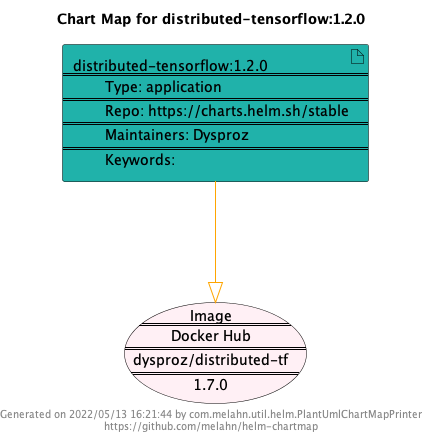 Chart Map for distributed-tensorflow:1.2.0
distributed-tensorflow:1.2.0
Type: application
Repo: https://charts.helm.sh/stable
Maintainers: Dysproz
Keywords:
Image
Docker Hub
dysproz/distributed-tf
1.7.0
Generated on 2022/05/13 16:21:44 by com.melahn.util.helm.PlantUmlChartMapPrinter
https://github.com/melahn/helm-chartmap